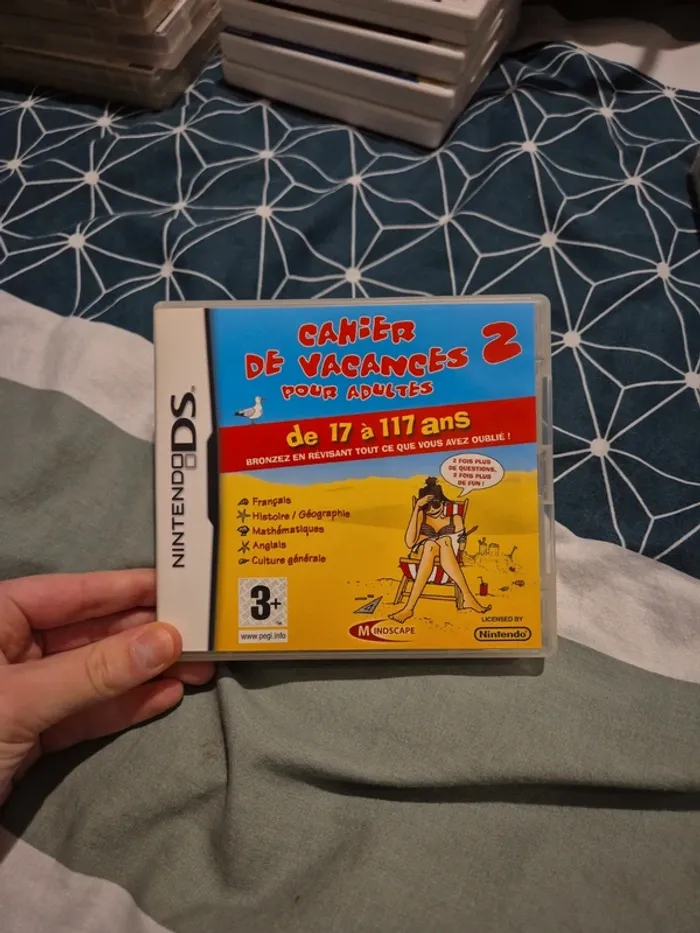 NINTENDO DS
CAHIER
DE VACANCES 2
POUR ADULTES
de 17 à 117 ans
BRONZEZ EN RÉVISANT TOUT CE QUE VOUS AVEZ OUBLIÉ !
2 FOIS PLUS
DE QUESTIONS,
2 FOIS PLUS
DE FUN !
Français
Histoire / Géographie
Mathématiques
Anglais
Culture générale
3+
www.pegi.info
MINDSCAPE
LICENSED BY
Nintendo